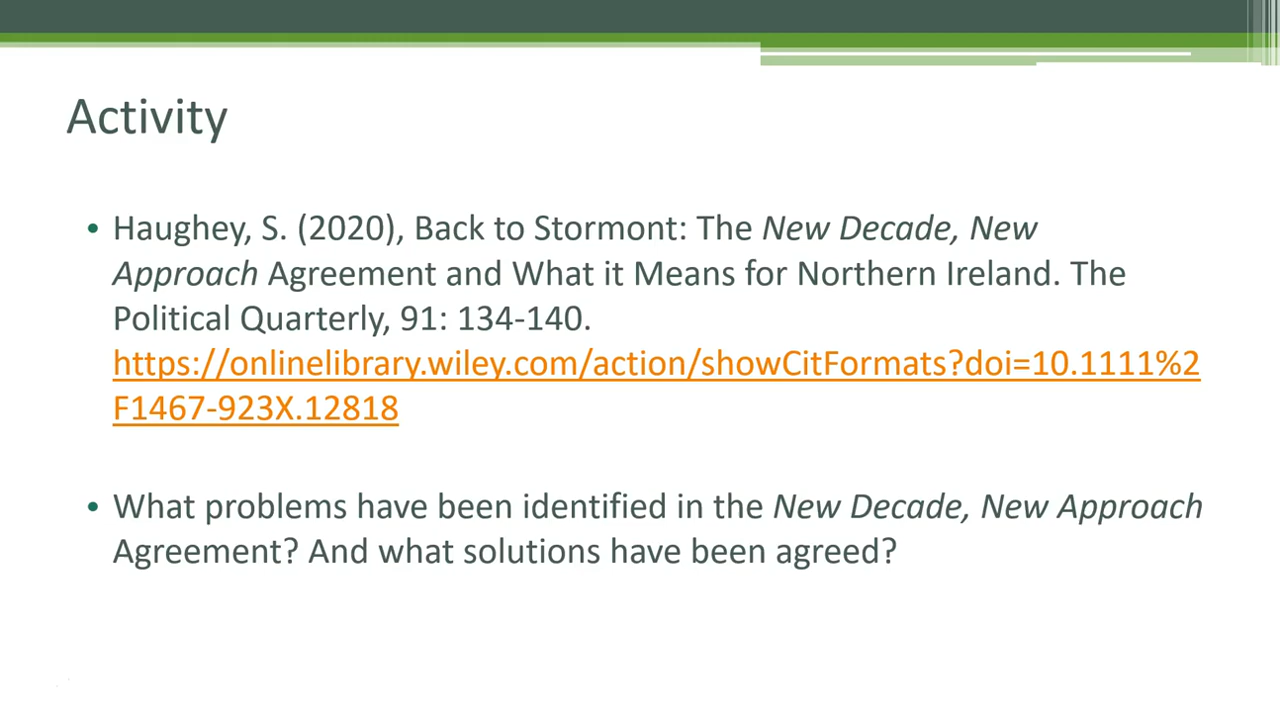 Activity
• Haughey, S. (2020), Back to Stormont: The New Decade, New
Approach Agreement and What it Means for Northern Ireland. The
Political Quarterly, 91: 134-140.
https://onlinelibrary.wiley.com/action/showCitFormats?doi=10.1111%2
F1467-923X.12818
• What problems have been identified in the New Decade, New Approach
Agreement? And what solutions have been agreed?